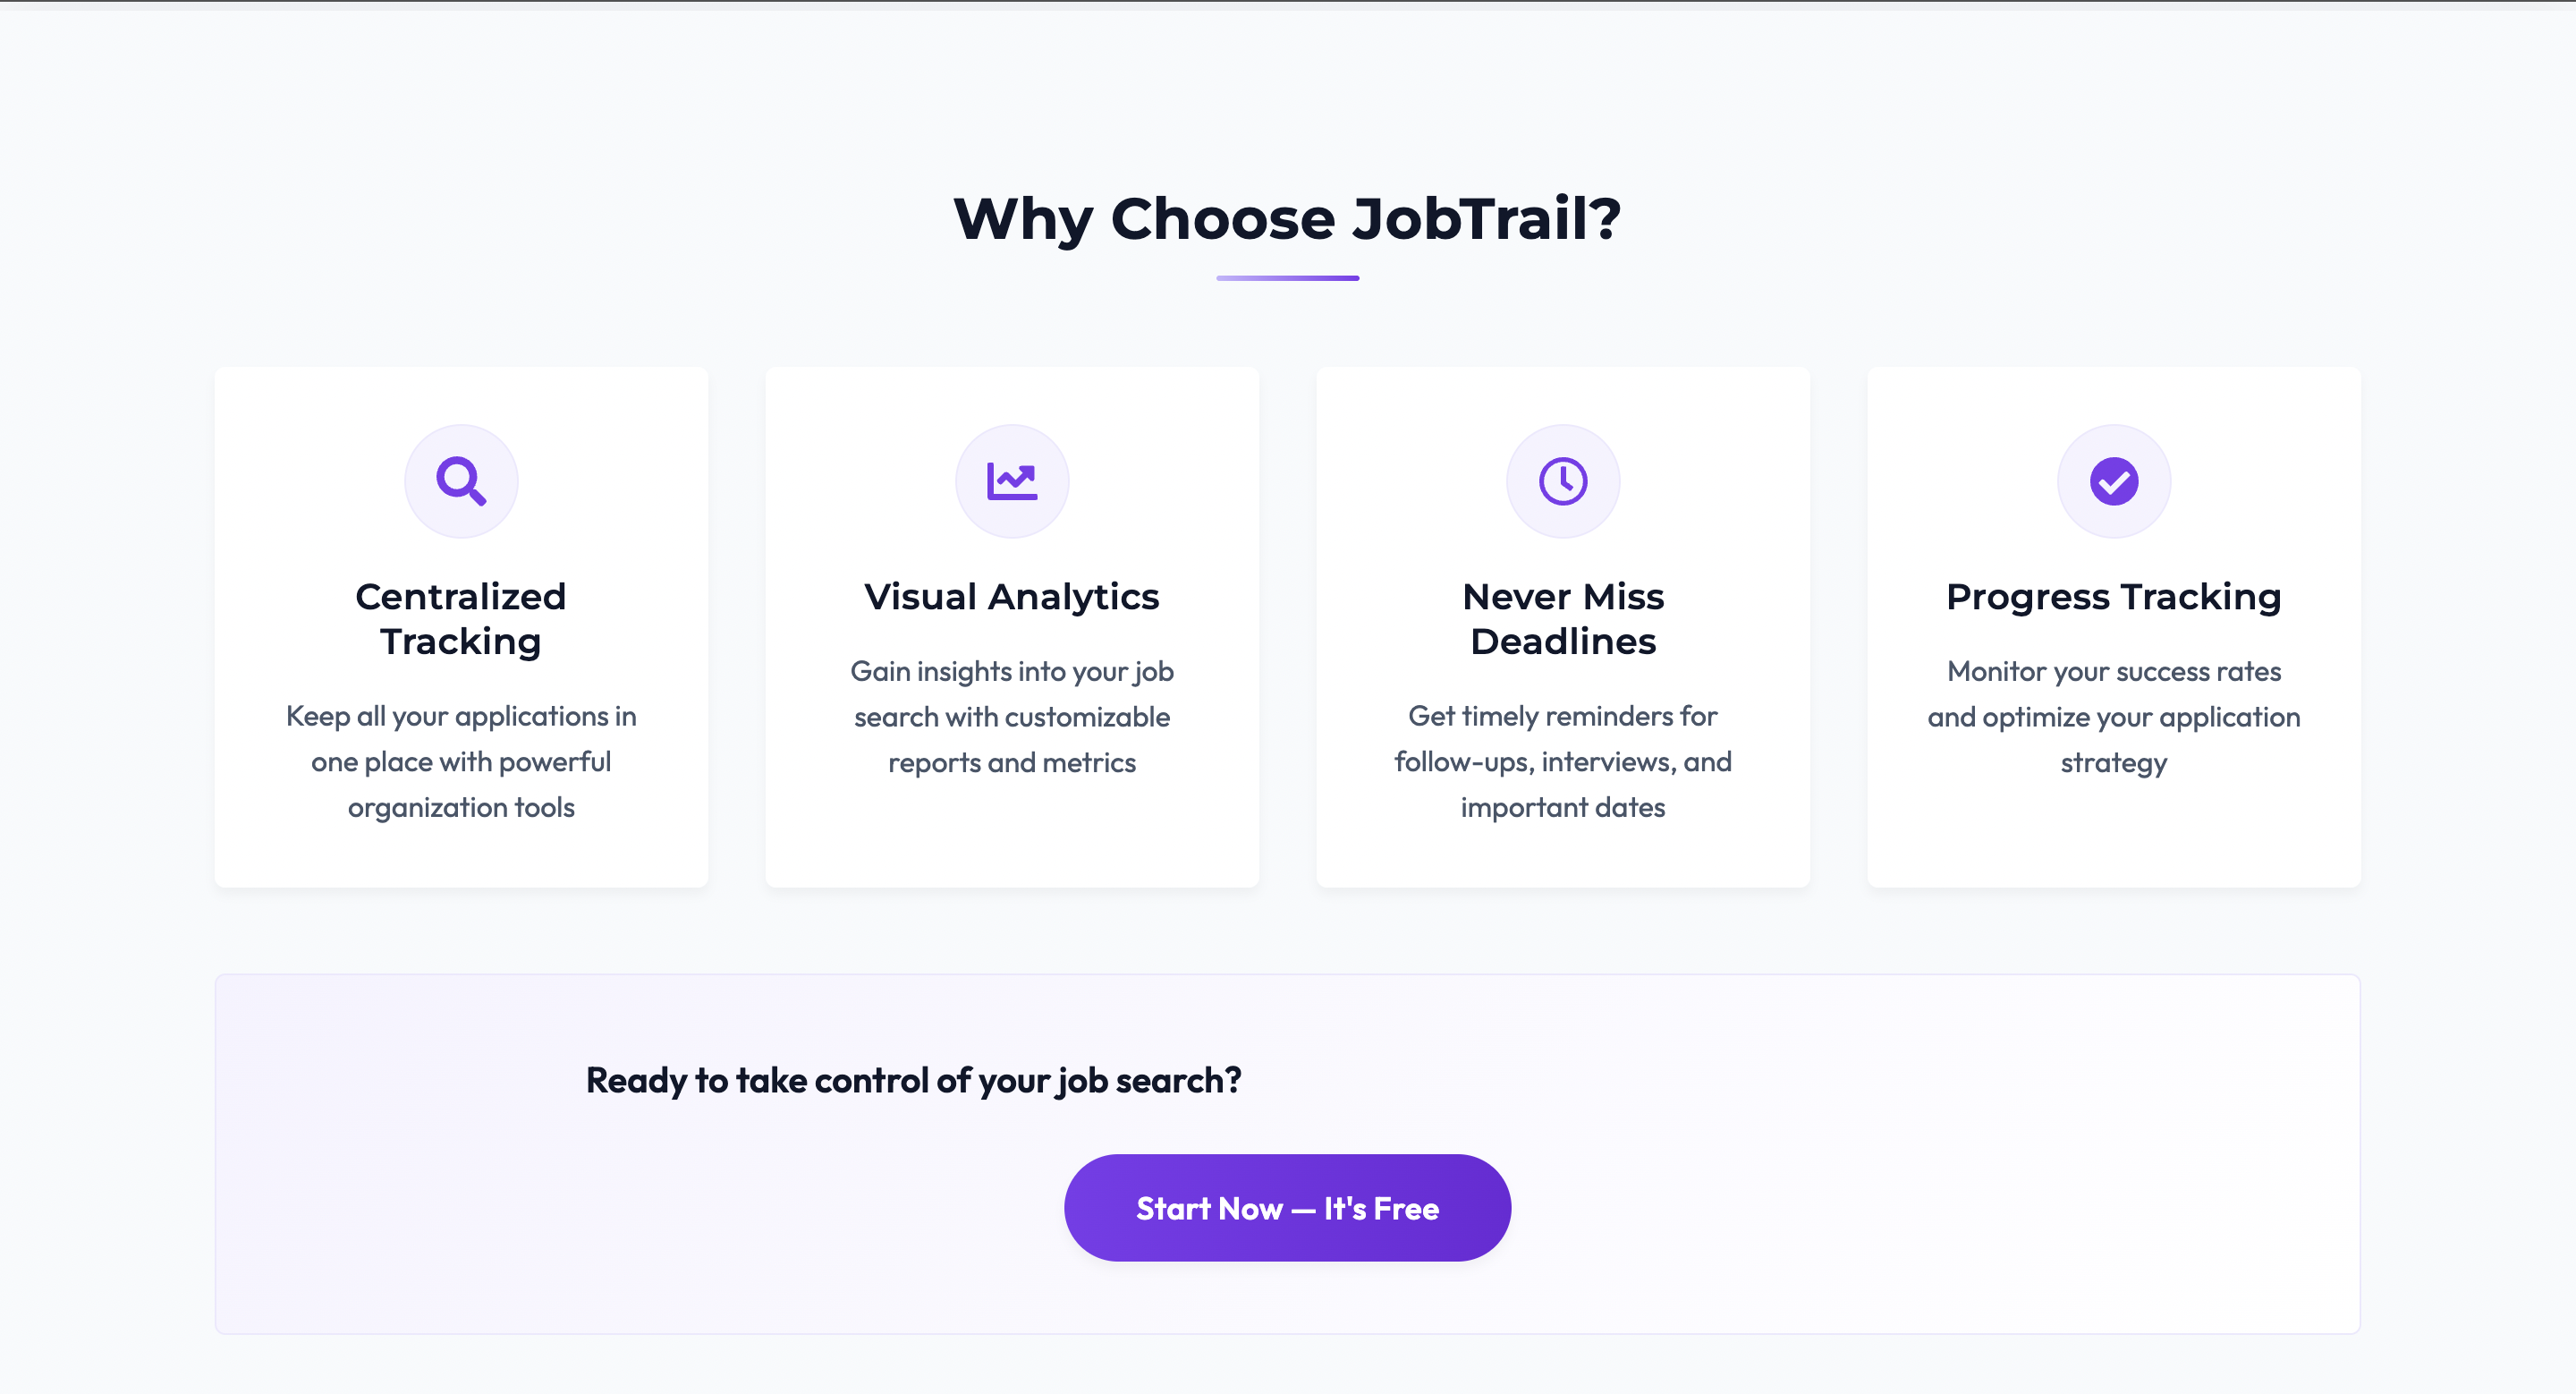 Why Choose JobTrail?
Centralized
Tracking
Keep all your applications in
one place with powerful
organization tools
Visual Analytics
Gain insights into your job
search with customizable
reports and metrics
Never Miss
Deadlines
Get timely reminders for
follow-ups, interviews, and
important dates
Progress Tracking
Monitor your success rates
and optimize your application
strategy
Ready to take control of your job search?
Start Now — It's Free